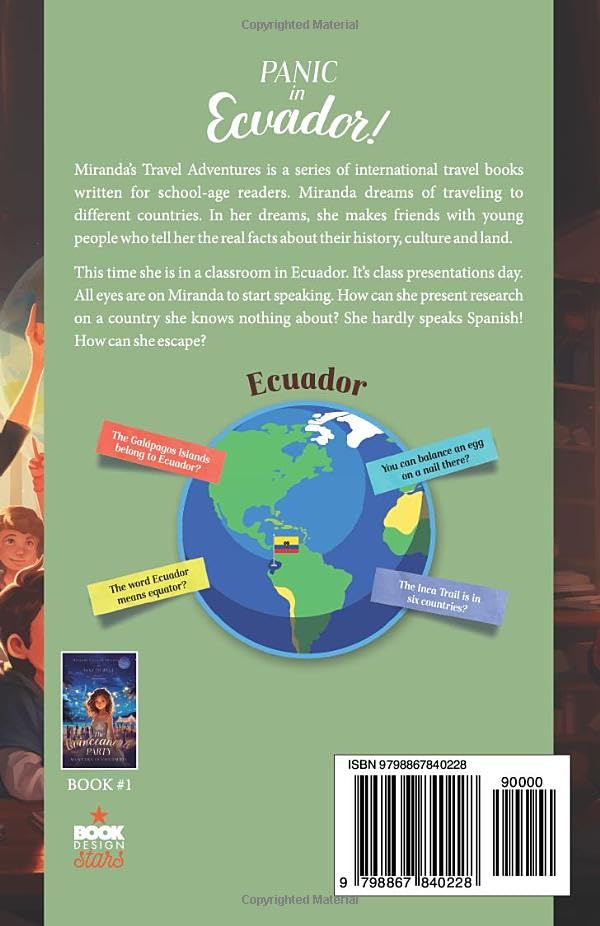 Copyrighted Material
PANIC
in
Ecuador!
Miranda's Travel Adventures is a series of international travel books
written for school-age readers. Miranda dreams of traveling to
different countries. In her dreams, she makes friends with young
people who tell her the real facts about their history, culture and land.
This time she is in a classroom in Ecuador. It's class presentations day.
All eyes are on Miranda to start speaking. How can she present research
on a country she knows nothing about? She hardly speaks Spanish!
How can she escape?
Ecuador
The Galápagos Islands
belong to Ecuador?
You can balance an egg
on a nail there?
The word Ecuador
means equator?
The Inca Trail is in
six countries?
The
Quinceañera
PARTY
BOOK #1
BOOK
DESIGN
stars
ISBN 9798867840228
90000
9 798867 840228
Copyrighted Material